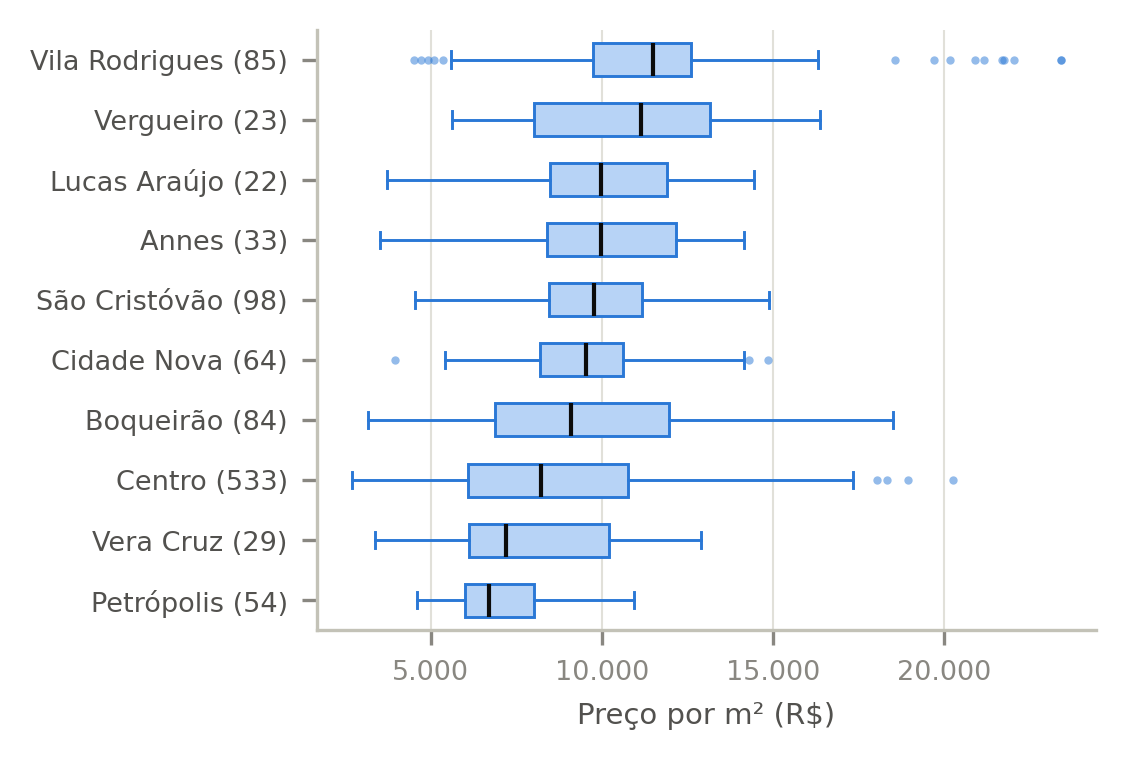 Vila Rodrigues (85)
Vergueiro (23)
Lucas Araújo (22)
Annes (33)
São Cristóvão (98)
Cidade Nova (64)
Boqueirão (84)
Centro (533)
Vera Cruz (29)
Petrópolis (54)
5.000 10.000 15.000 20.000
Preço por m² (R$)